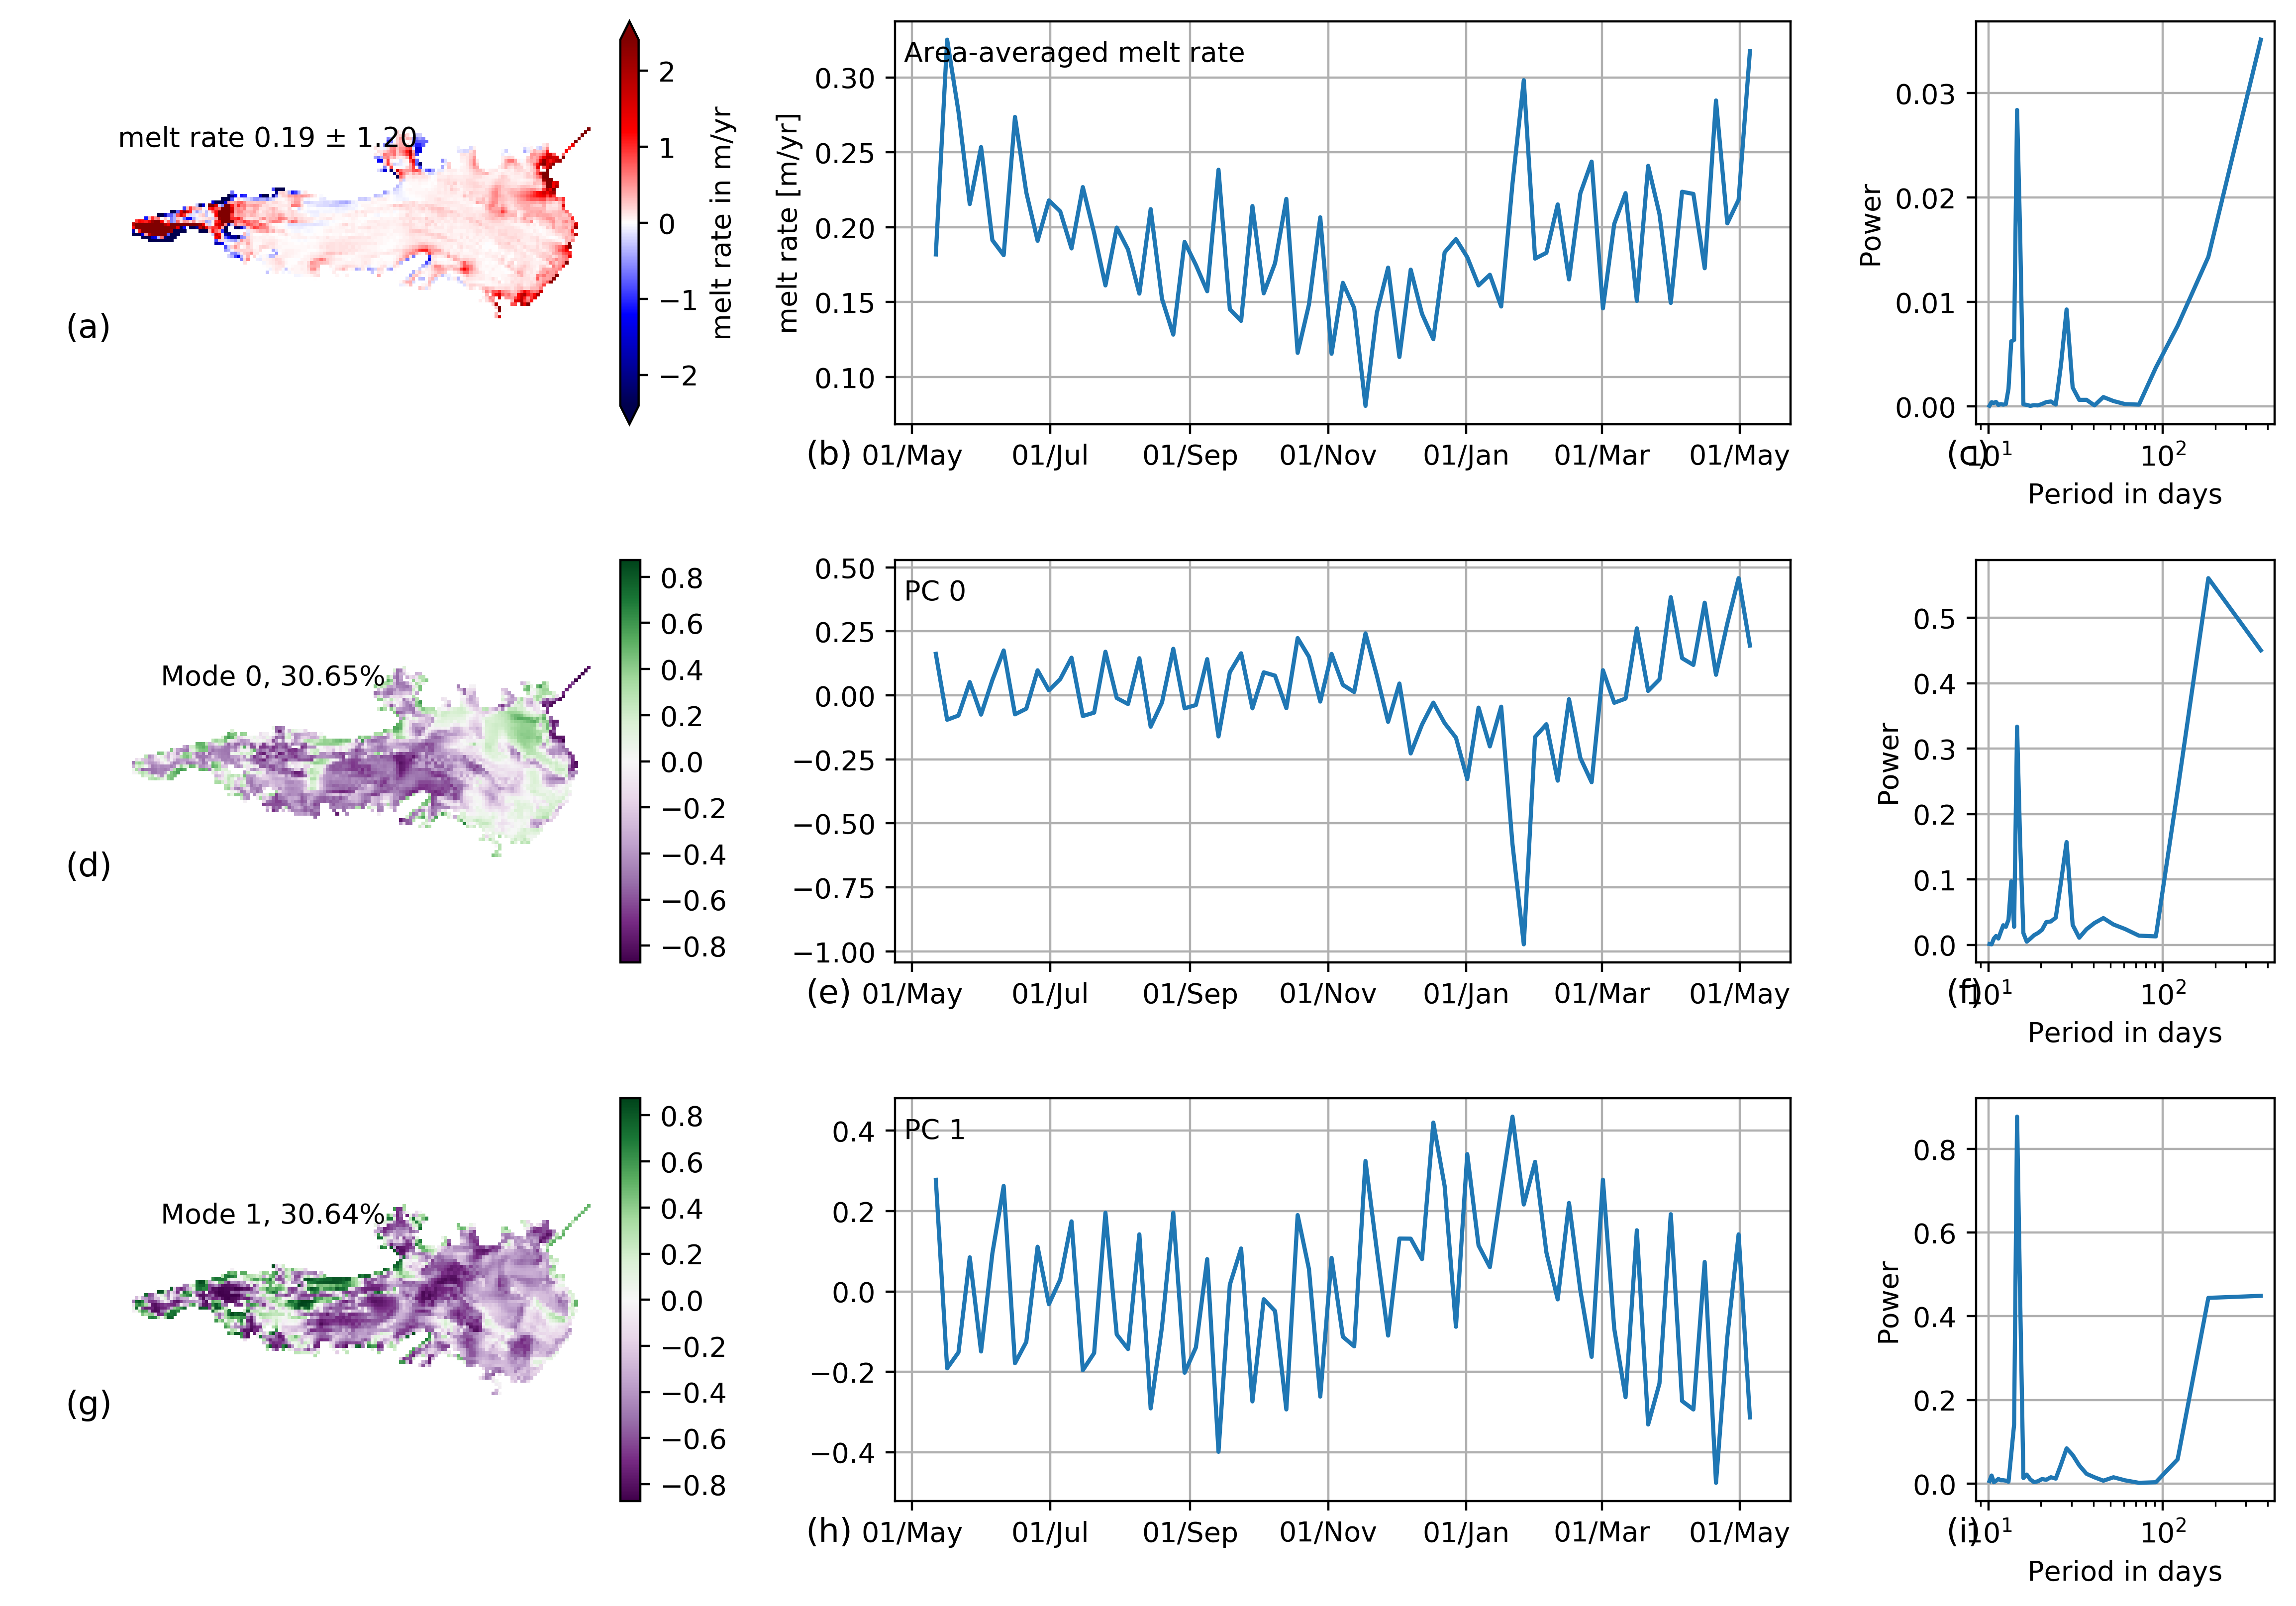 melt rate 0.19 ± 1.20
(a)
2
1
0
−1
−2
melt rate in m/yr
Area-averaged melt rate
melt rate [m/yr]
0.30
0.25
0.20
0.15
0.10
(b)
01/May 01/Jul 01/Sep 01/Nov 01/Jan 01/Mar 01/May
Power
0.03
0.02
0.01
0.00
(c)
10¹ 10²
Period in days
Mode 0, 30.65%
(d)
0.8
0.6
0.4
0.2
0.0
−0.2
−0.4
−0.6
−0.8
PC 0
0.50
0.25
0.00
−0.25
−0.50
−0.75
−1.00
(e)
01/May 01/Jul 01/Sep 01/Nov 01/Jan 01/Mar 01/May
Power
0.5
0.4
0.3
0.2
0.1
0.0
(f)
10¹ 10²
Period in days
Mode 1, 30.64%
(g)
0.8
0.6
0.4
0.2
0.0
−0.2
−0.4
−0.6
−0.8
PC 1
0.4
0.2
0.0
−0.2
−0.4
(h)
01/May 01/Jul 01/Sep 01/Nov 01/Jan 01/Mar 01/May
Power
0.8
0.6
0.4
0.2
0.0
(i)
10¹ 10²
Period in days